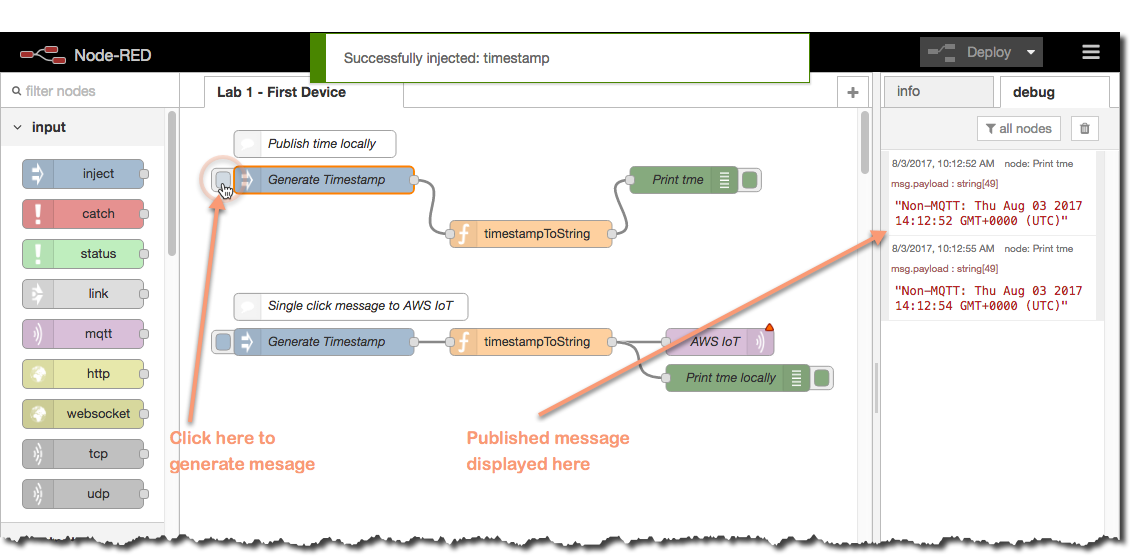 Node-RED
Successfully injected: timestamp
Deploy
filter nodes
Lab 1 - First Device
+
info
debug
input
all nodes
inject
catch
status
link
mqtt
http
websocket
tcp
udp
Publish time locally
Generate Timestamp
Print tme
timestampToString
Single click message to AWS IoT
Generate Timestamp
timestampToString
AWS IoT
Print tme locally
Click here to
generate mesage
Published message
displayed here
8/3/2017, 10:12:52 AM node: Print tme
msg.payload : string[49]
"Non-MQTT: Thu Aug 03 2017
14:12:52 GMT+0000 (UTC)"
8/3/2017, 10:12:55 AM node: Print tme
msg.payload : string[49]
"Non-MQTT: Thu Aug 03 2017
14:12:54 GMT+0000 (UTC)"